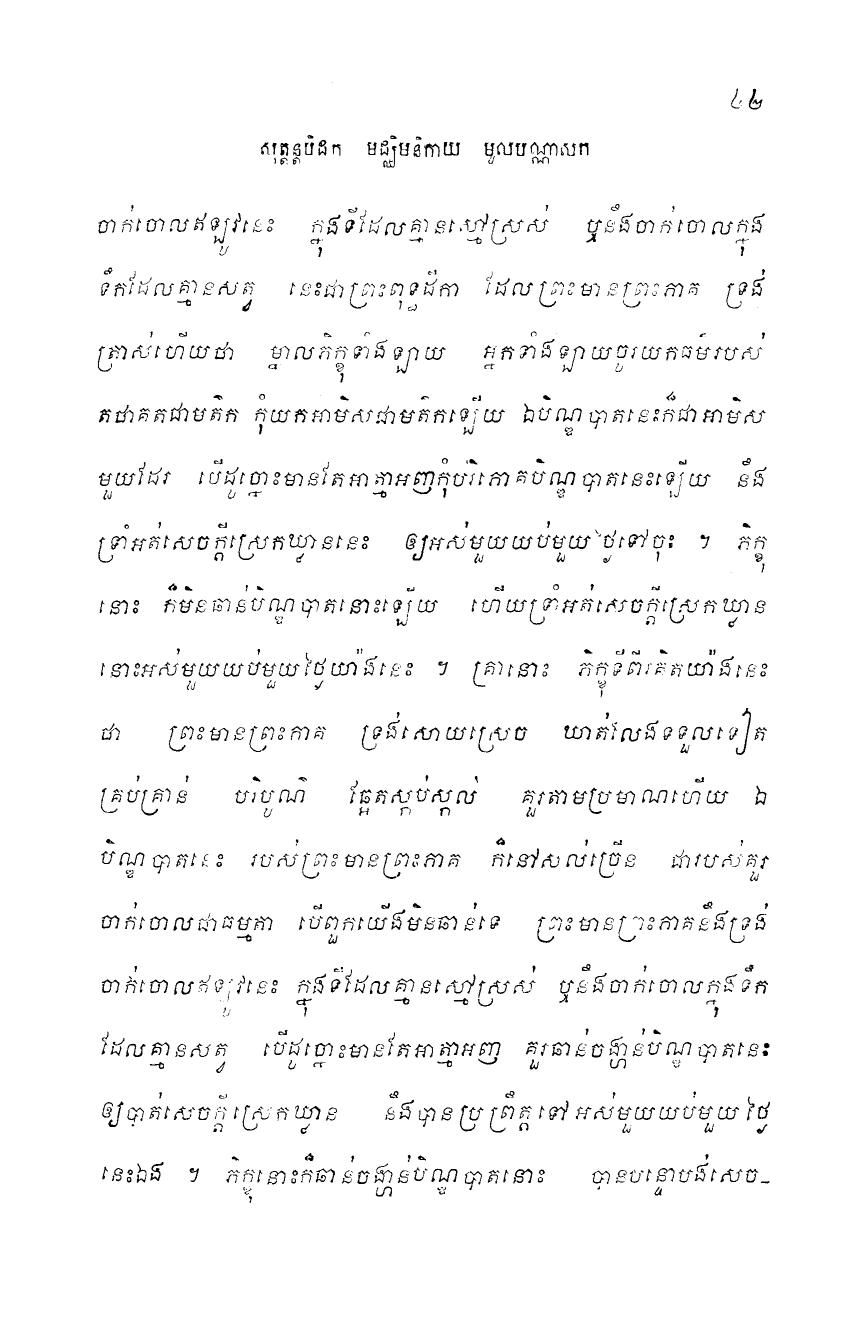 ៤២
សុត្តន្តបិដក មជ្ឈិមនិកាយ មូលបណ្ណាសក
ចាក់ចោលឥឡូវនេះ ក្នុងទីដែលគ្មានស្មៅស្រស់ ឬនឹងចាក់ចោលក្នុង
ទឹកដែលគ្មានសត្វ នេះជាព្រះពុទ្ធដីកា ដែលព្រះមានព្រះភាគ ទ្រង់
ត្រាស់ហើយថា ម្នាលភិក្ខុទាំងឡាយ អ្នកទាំងឡាយចូរយកធម៌របស់
តថាគតជាមតិក កុំយកអាមិសជាមតិកឡើយ ឯបិណ្ឌបាតនេះក៏ជាអាមិស
មួយដែរ បើដូច្នោះមានតែអាត្មាអញកុំបរិភោគបិណ្ឌបាតនេះឡើយ នឹង
ទ្រាំអត់សេចក្តីស្រេកឃ្លាននេះ ឲ្យអស់មួយយប់មួយថ្ងៃទៅចុះ ។ ភិក្ខុ
នោះ ក៏មិនឆាន់បិណ្ឌបាតនោះឡើយ ហើយទ្រាំអត់សេចក្តីស្រេកឃ្លាន
នោះអស់មួយយប់មួយថ្ងៃយ៉ាងនេះ ។ គ្រានោះ ភិក្ខុទីពីរគិតយ៉ាងនេះ
ថា ព្រះមានព្រះភាគ ទ្រង់សោយស្រេច ឃាត់លែងទទួលទៀត
គ្រប់គ្រាន់ បរិបូណ៌ ឆ្អែតស្កប់ស្កល់ គួរតាមប្រមាណហើយ ឯ
បិណ្ឌបាតនេះ របស់ព្រះមានព្រះភាគ ក៏នៅសល់ច្រើន ជារបស់គួរ
ចាក់ចោលជាធម្មតា បើពួកយើងមិនឆាន់ទេ ព្រះមានព្រះភាគនឹងទ្រង់
ចាក់ចោលឥឡូវនេះ ក្នុងទីដែលគ្មានស្មៅស្រស់ ឬនឹងចាក់ចោលក្នុងទឹក
ដែលគ្មានសត្វ បើដូច្នោះមានតែអាត្មាអញ គួរឆាន់ចង្ហាន់បិណ្ឌបាតនេះ
ឲ្យបាត់សេចក្តីស្រេកឃ្លាន នឹងបានប្រព្រឹត្តទៅ អស់មួយយប់មួយថ្ងៃ
នេះឯង ។ ភិក្ខុនោះក៏ឆាន់ចង្ហាន់បិណ្ឌបាតនោះ បានបន្ទោបង់សេច-